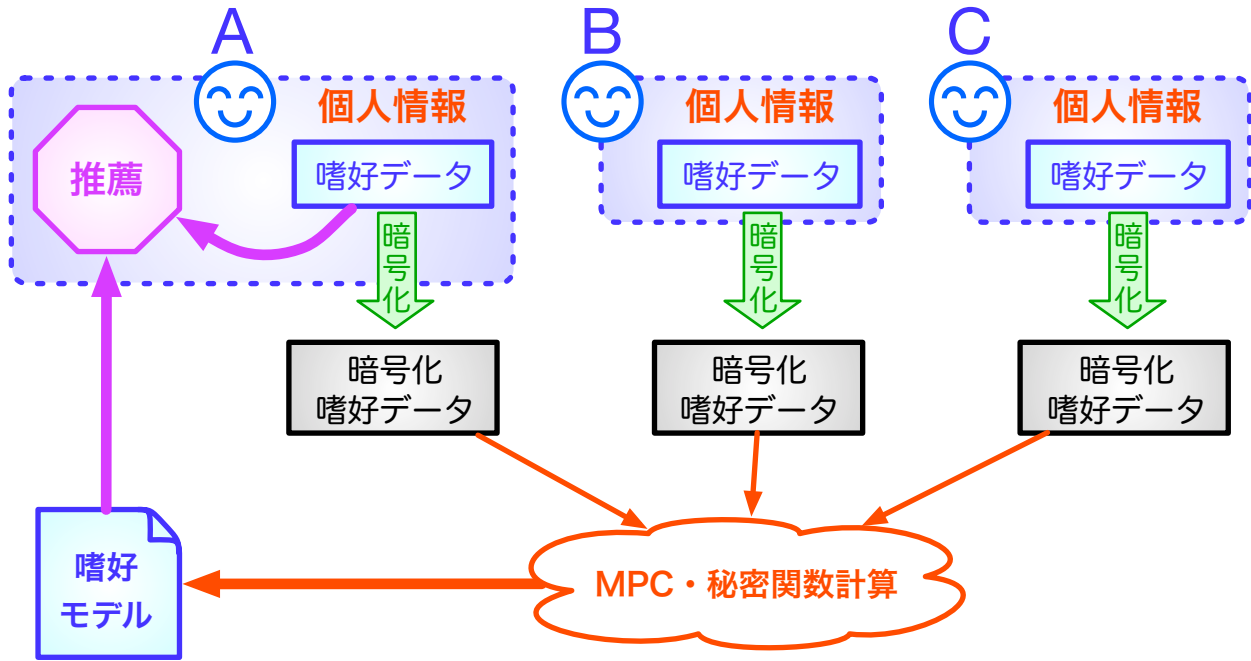 A
B
C
個人情報
個人情報
個人情報
推薦
嗜好データ
嗜好データ
嗜好データ
暗号化
暗号化
暗号化
暗号化
嗜好データ
暗号化
嗜好データ
暗号化
嗜好データ
嗜好
モデル
MPC・秘密関数計算